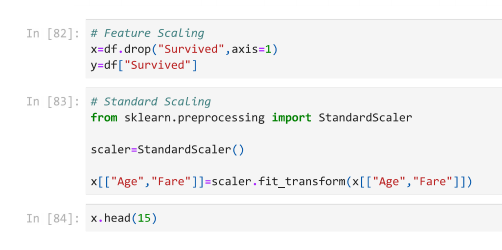 In [82]: # Feature Scaling
x=df.drop("Survived",axis=1)
y=df["Survived"]
In [83]: # Standard Scaling
from sklearn.preprocessing import StandardScaler
scaler=StandardScaler()
x[["Age","Fare"]]=scaler.fit_transform(x[["Age","Fare"]])
In [84]: x.head(15)